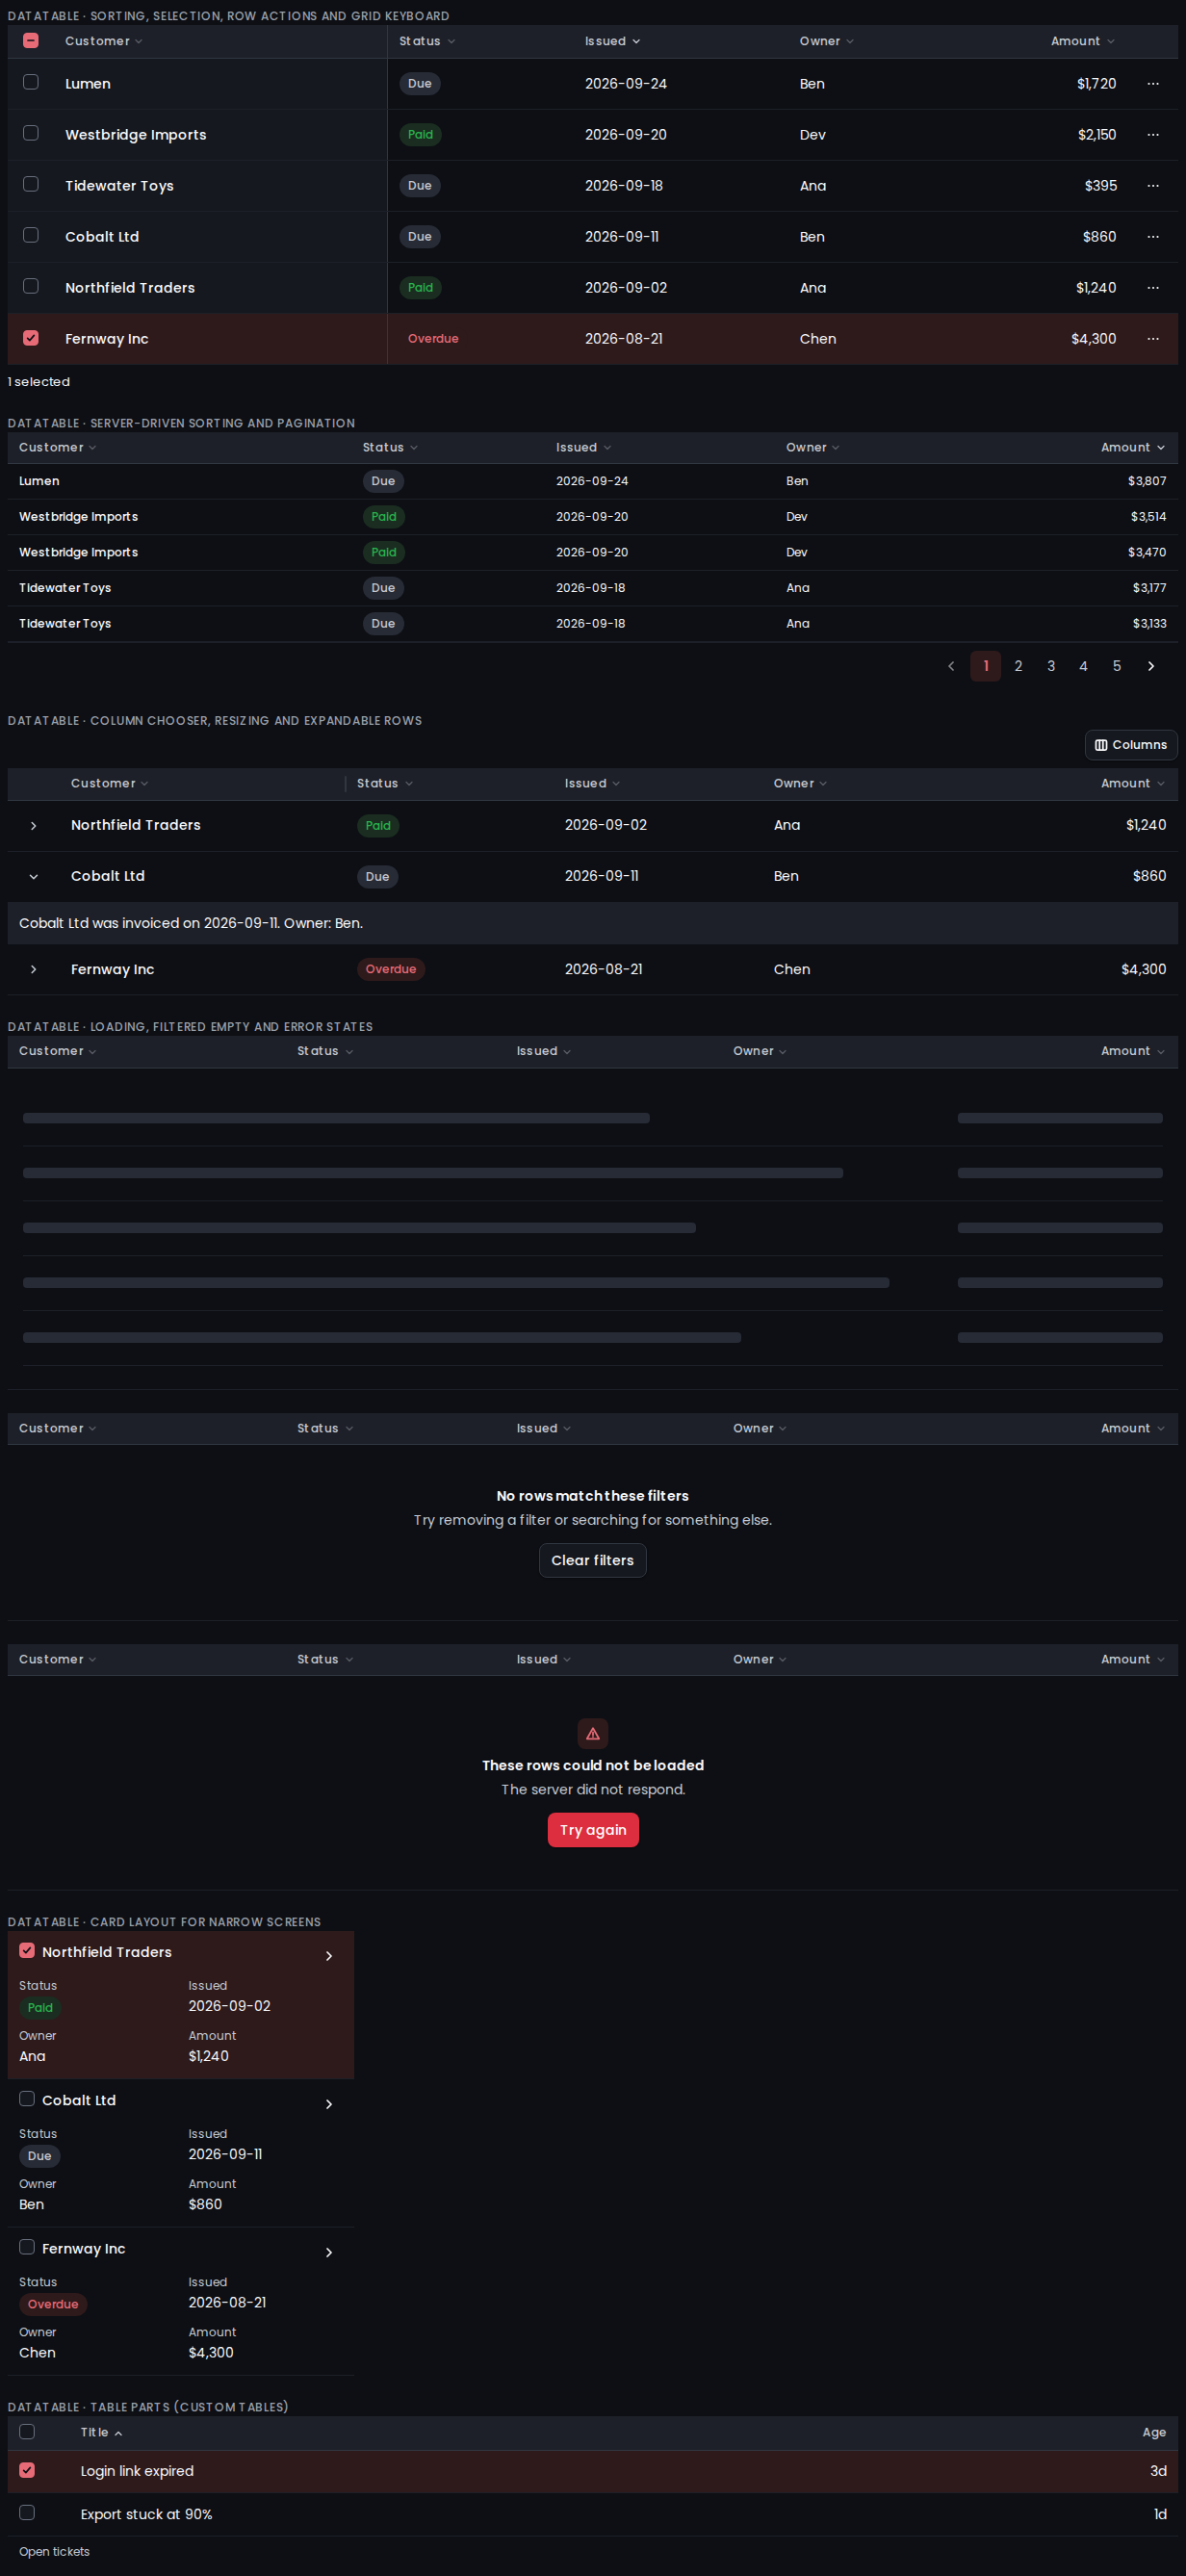 DATATABLE · SORTING, SELECTION, ROW ACTIONS AND GRID KEYBOARD
Customer Status Issued Owner Amount
Lumen Due 2026-09-24 Ben $1,720 ...
Westbridge Imports Paid 2026-09-20 Dev $2,150 ...
Tidewater Toys Due 2026-09-18 Ana $395 ...
Cobalt Ltd Due 2026-09-11 Ben $860 ...
Northfield Traders Paid 2026-09-02 Ana $1,240 ...
Fernway Inc Overdue 2026-08-21 Chen $4,300 ...
1 selected
DATATABLE · SERVER-DRIVEN SORTING AND PAGINATION
Customer Status Issued Owner Amount
Lumen Due 2026-09-24 Ben $3,807
Westbridge Imports Paid 2026-09-20 Dev $3,514
Westbridge Imports Paid 2026-09-20 Dev $3,470
Tidewater Toys Due 2026-09-18 Ana $3,177
Tidewater Toys Due 2026-09-18 Ana $3,133
1 2 3 4 5
DATATABLE · COLUMN CHOOSER, RESIZING AND EXPANDABLE ROWS
Columns
Customer Status Issued Owner Amount
Northfield Traders Paid 2026-09-02 Ana $1,240
Cobalt Ltd Due 2026-09-11 Ben $860
Cobalt Ltd was invoiced on 2026-09-11. Owner: Ben.
Fernway Inc Overdue 2026-08-21 Chen $4,300
DATATABLE · LOADING, FILTERED EMPTY AND ERROR STATES
Customer Status Issued Owner Amount
Customer Status Issued Owner Amount
No rows match these filters
Try removing a filter or searching for something else.
Clear filters
Customer Status Issued Owner Amount
These rows could not be loaded
The server did not respond.
Try again
DATATABLE · CARD LAYOUT FOR NARROW SCREENS
Northfield Traders
Status Issued
Paid 2026-09-02
Owner Amount
Ana $1,240
Cobalt Ltd
Status Issued
Due 2026-09-11
Owner Amount
Ben $860
Fernway Inc
Status Issued
Overdue 2026-08-21
Owner Amount
Chen $4,300
DATATABLE · TABLE PARTS (CUSTOM TABLES)
Title Age
Login link expired 3d
Export stuck at 90% 1d
Open tickets